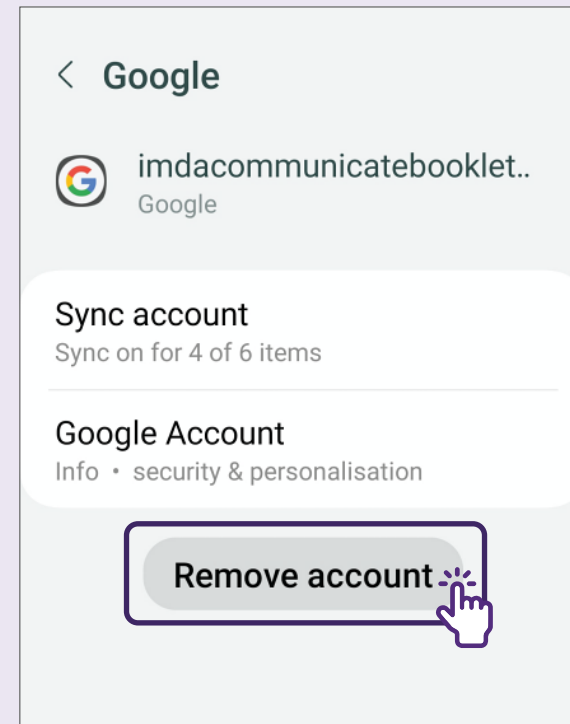 Google
imdacommunicatebooklet..
Google
Sync account
Sync on for 4 of 6 items
Google Account
Info • security & personalisation
Remove account